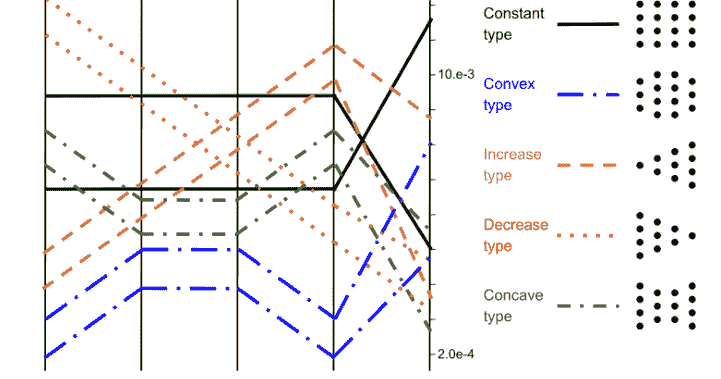 Constant
type
10.e-3
Convex
type
Increase
type
Decrease
type
Concave
type
2.0e-4